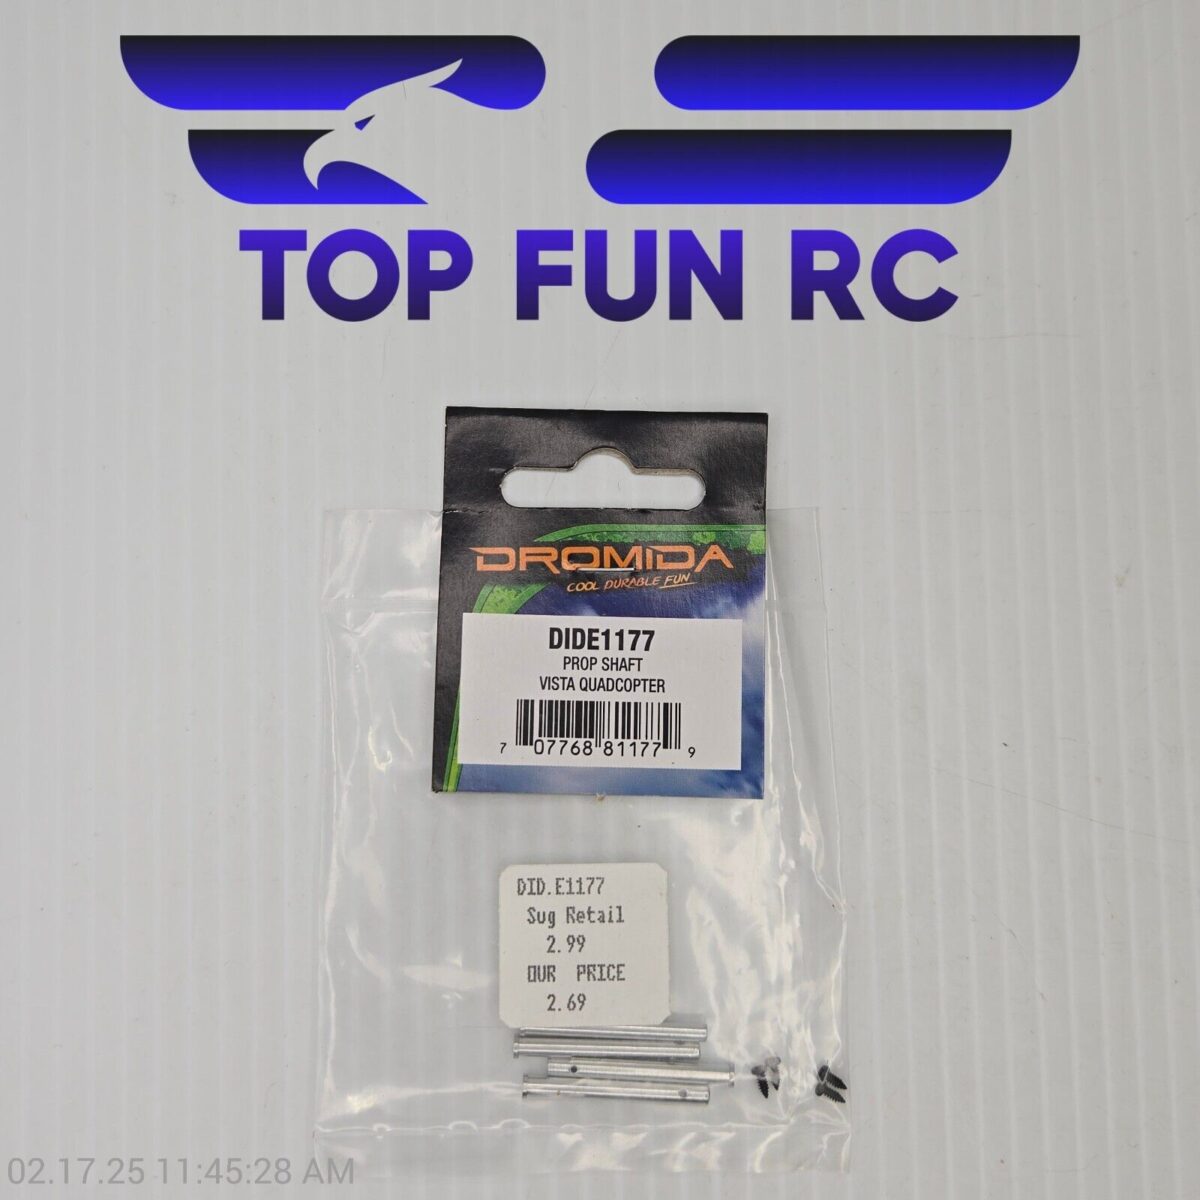 TOP FUN RC
DROMIDA
COOL DURABLE FUN
DIDE1177
PROP SHAFT
VISTA QUADCOPTER
7 07768 81177 9
DID.E1177
Sug Retail
2.99
OUR PRICE
2.69
02.17.25 11:45:28 AM